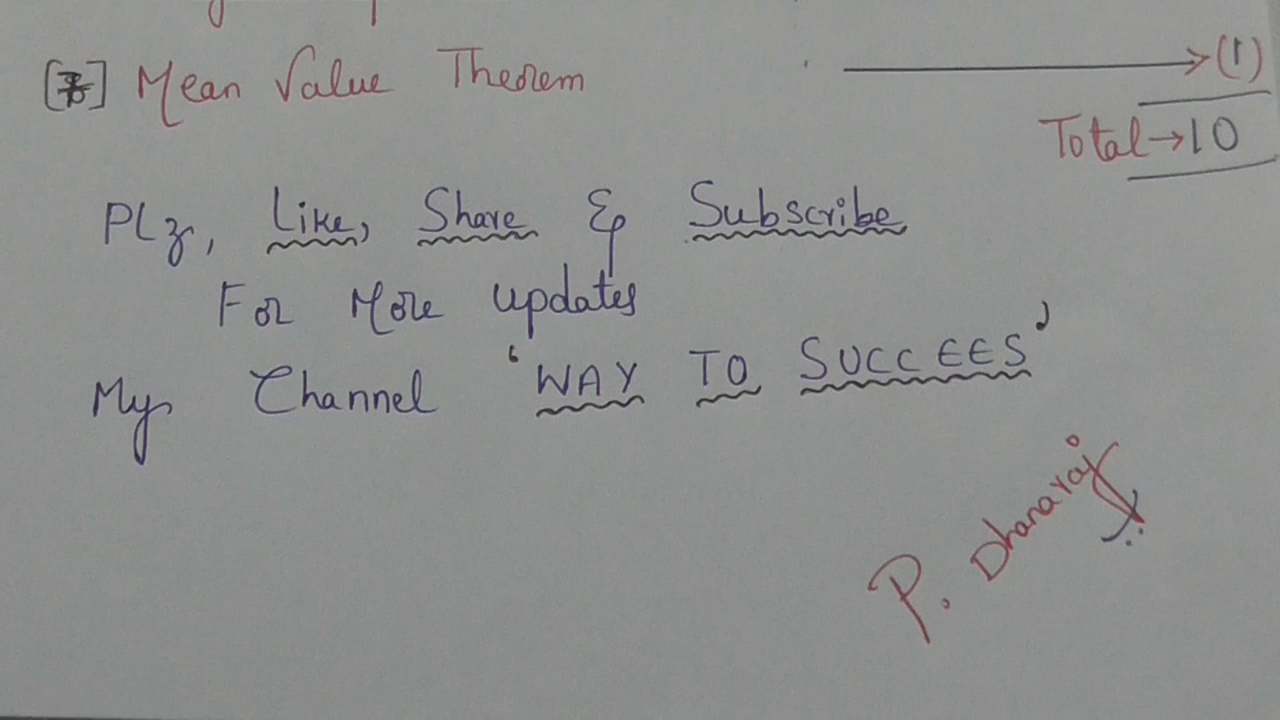 Mean Value Theorem → (1)
Total → 10
Plz, Like, Share & Subscribe
For More updates
My Channel 'WAY TO SUCCEES'
P. Dhanaraj